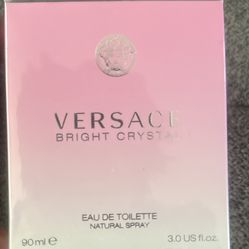 VERSACE
BRIGHT CRYSTAL
EAU DE TOILETTE
NATURAL SPRAY
90 ml e 3.0 US fl.oz.